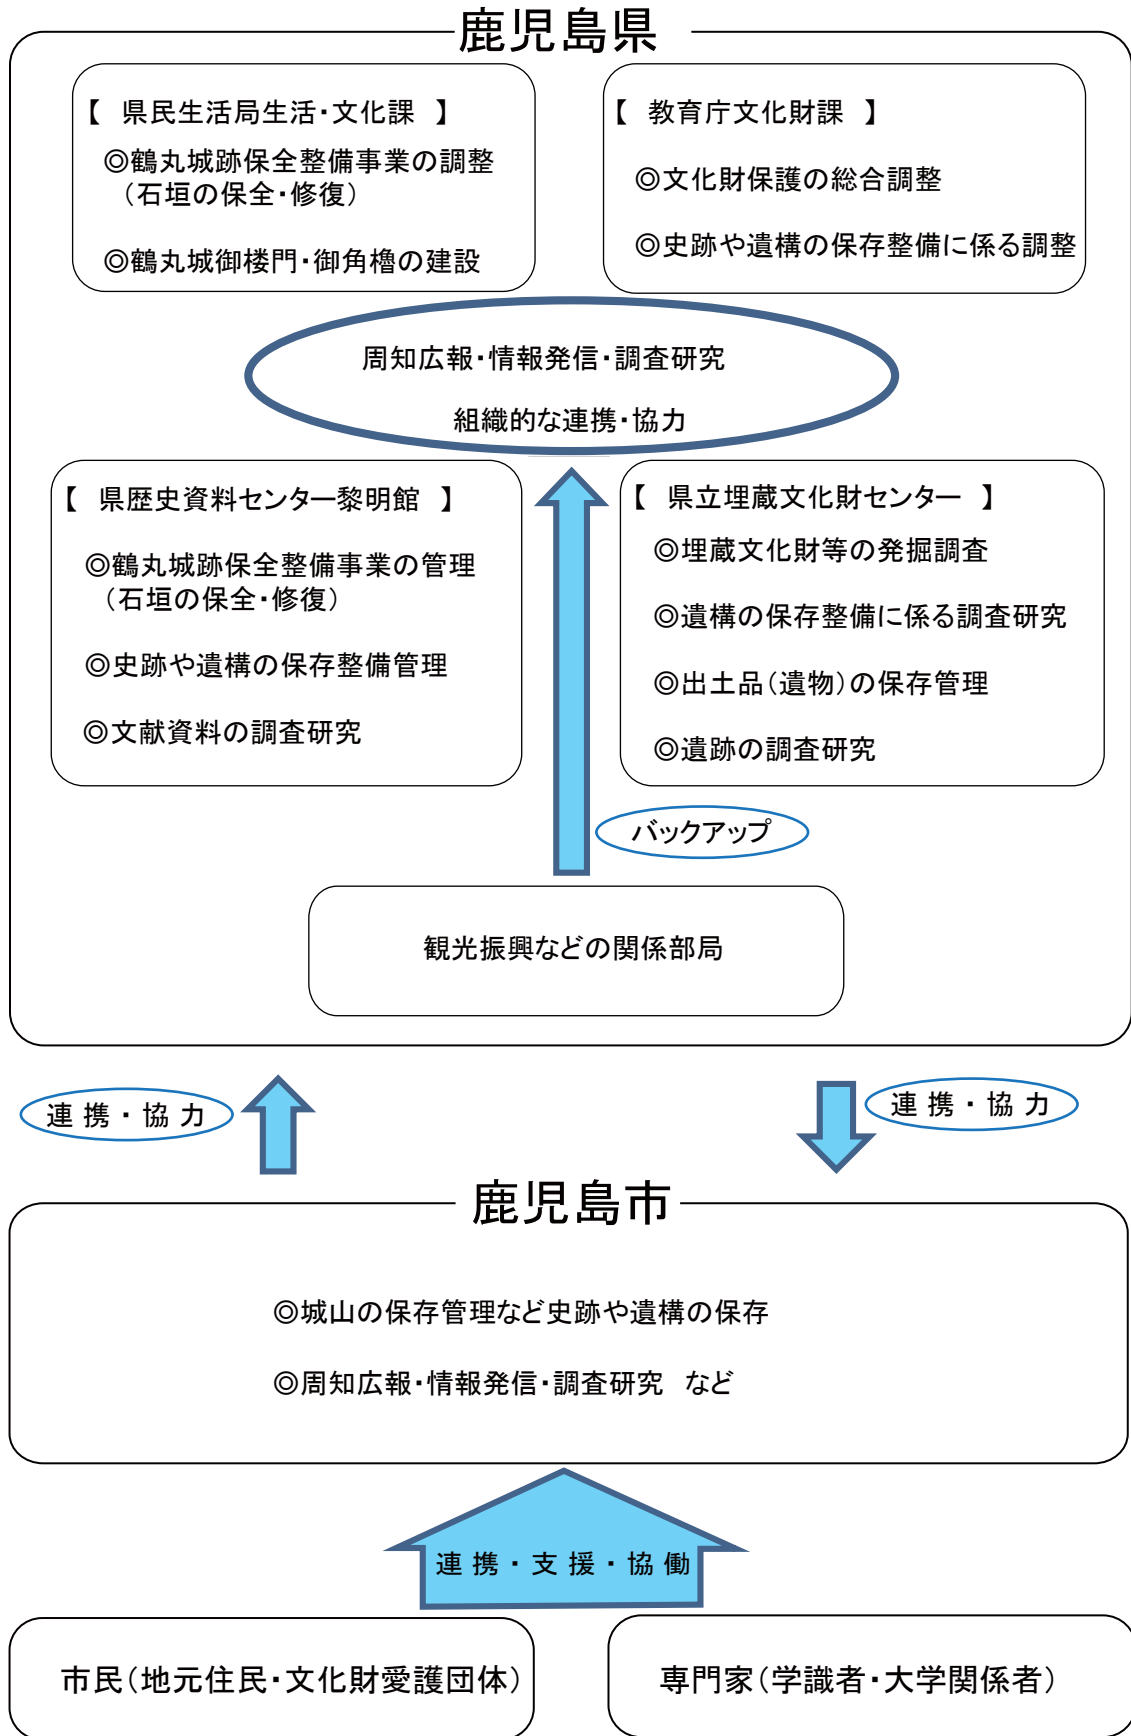 鹿児島県
【　県民生活局生活・文化課　】
◎鶴丸城跡保全整備事業の調整
（石垣の保全・修復）
◎鶴丸城御楼門・御角櫓の建設
【　教育庁文化財課　】
◎文化財保護の総合調整
◎史跡や遺構の保存整備に係る調整
周知広報・情報発信・調査研究
組織的な連携・協力
【　県歴史資料センター黎明館　】
◎鶴丸城跡保全整備事業の管理
（石垣の保全・修復）
◎史跡や遺構の保存整備管理
◎文献資料の調査研究
【　県立埋蔵文化財センター　】
◎埋蔵文化財等の発掘調査
◎遺構の保存整備に係る調査研究
◎出土品（遺物）の保存管理
◎遺跡の調査研究
バックアップ
観光振興などの関係部局
連携・協力
連携・協力
鹿児島市
◎城山の保存管理など史跡や遺構の保存
◎周知広報・情報発信・調査研究　など
連携・支援・協働
市民（地元住民・文化財愛護団体）
専門家（学識者・大学関係者）